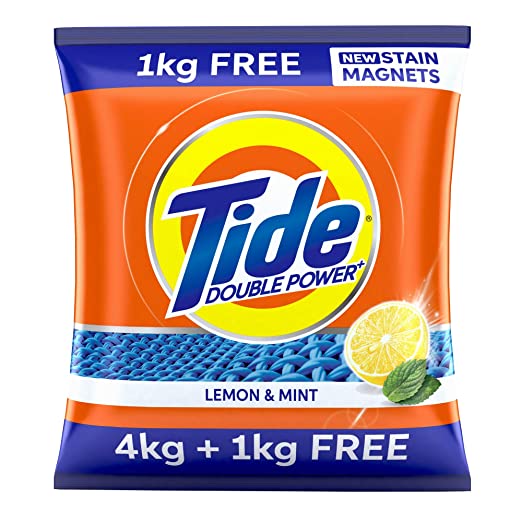 1kg FREE
NEW STAIN
MAGNETS
Tide®
DOUBLE POWER+
LEMON & MINT
4kg + 1kg FREE